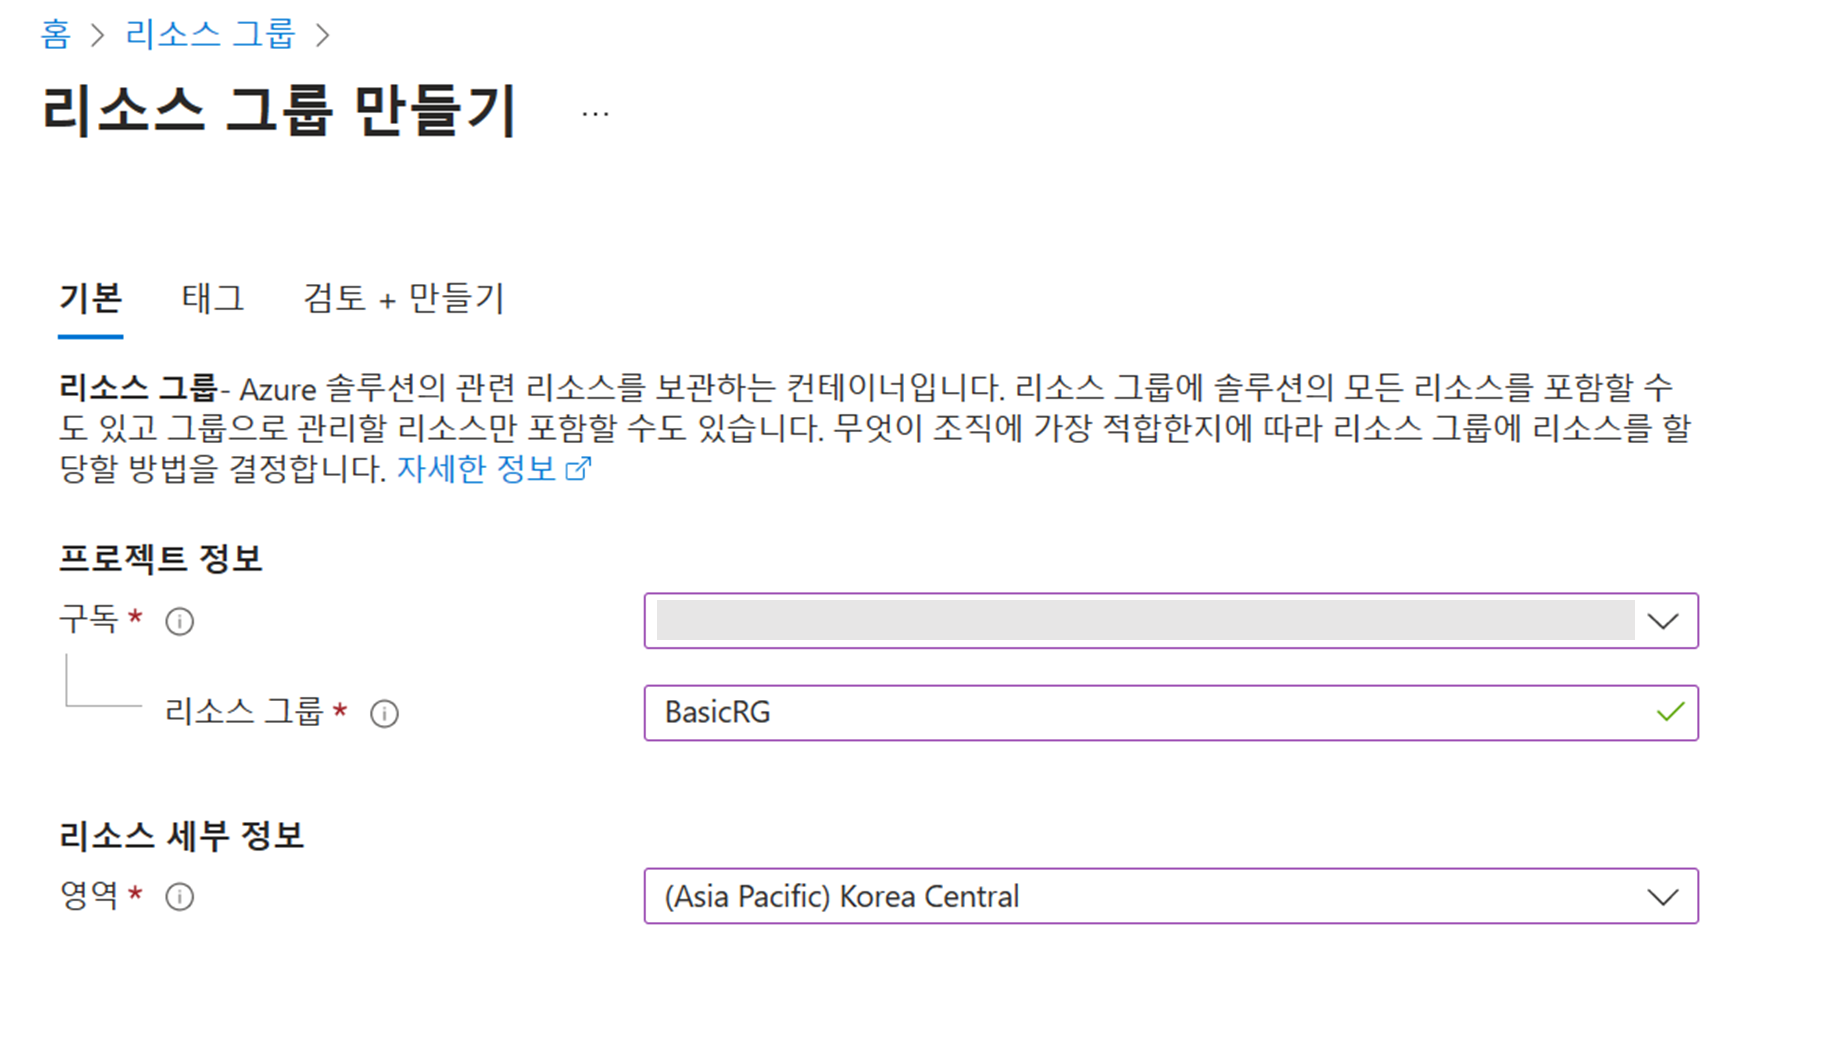 홈 > 리소스 그룹 >
리소스 그룹 만들기 ...
기본 태그 검토 + 만들기
리소스 그룹- Azure 솔루션의 관련 리소스를 보관하는 컨테이너입니다. 리소스 그룹에 솔루션의 모든 리소스를 포함할 수
도 있고 그룹으로 관리할 리소스만 포함할 수도 있습니다. 무엇이 조직에 가장 적합한지에 따라 리소스 그룹에 리소스를 할
당할 방법을 결정합니다. 자세한 정보
프로젝트 정보
구독 *
리소스 그룹 * BasicRG
리소스 세부 정보
영역 * (Asia Pacific) Korea Central